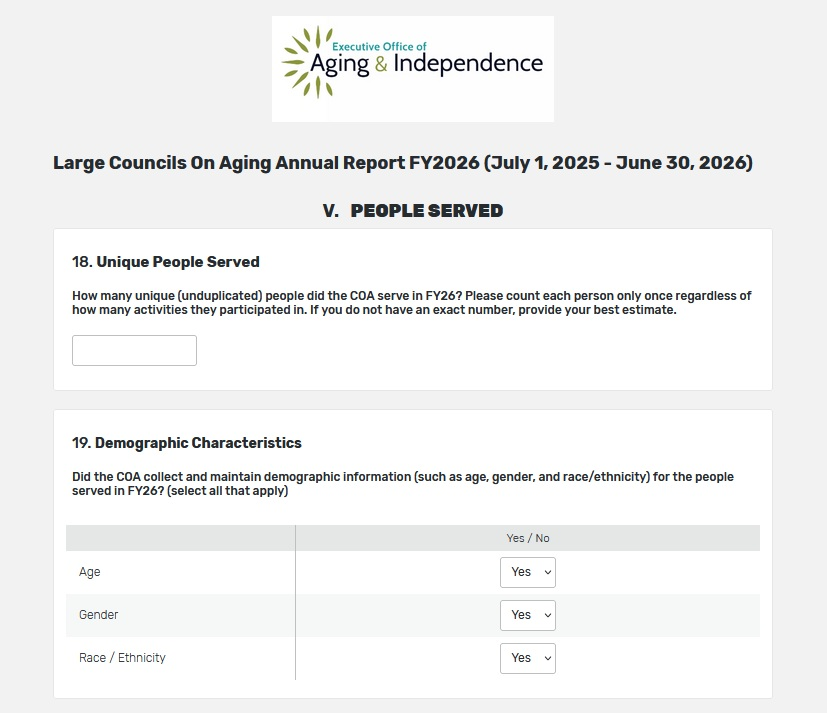 Executive Office of
Aging & Independence
Large Councils On Aging Annual Report FY2026 (July 1, 2025 - June 30, 2026)
V. PEOPLE SERVED
18. Unique People Served
How many unique (unduplicated) people did the COA serve in FY26? Please count each person only once regardless of
how many activities they participated in. If you do not have an exact number, provide your best estimate.
19. Demographic Characteristics
Did the COA collect and maintain demographic information (such as age, gender, and race/ethnicity) for the people
served in FY26? (select all that apply)
Yes / No
Age Yes
Gender Yes
Race / Ethnicity Yes